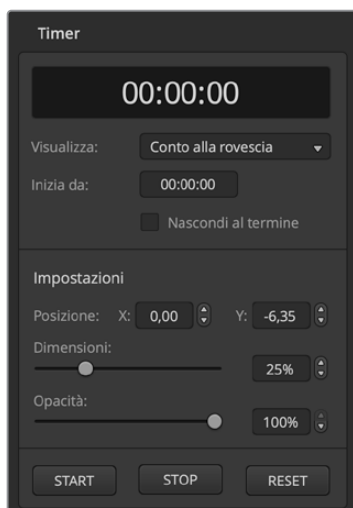 Timer
00:00:00
Visualizza: Conto alla rovescia
Inizia da: 00:00:00
Nascondi al termine
Impostazioni
Posizione: X: 0,00 Y: -6,35
Dimensioni:
25%
Opacità:
100%
START STOP RESET